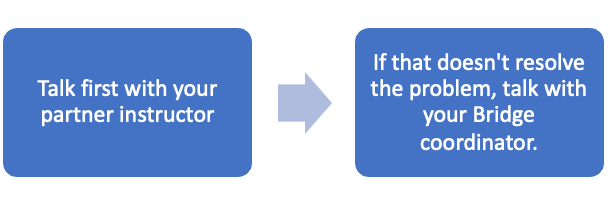 Talk first with your
partner instructor
If that doesn't resolve
the problem, talk with
your Bridge
coordinator.